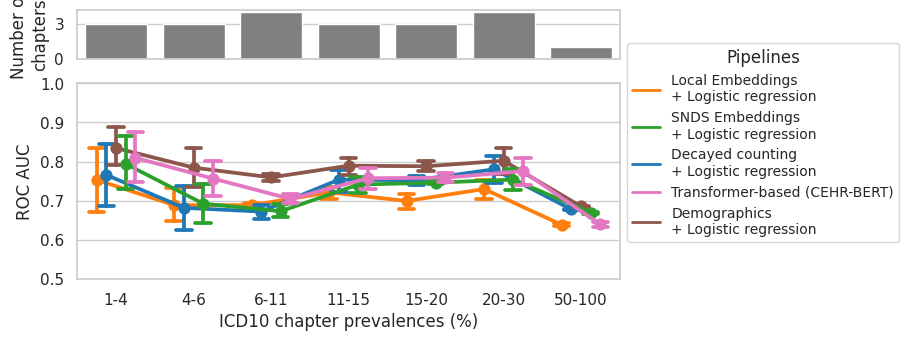 Number o
chapters
3
0
1.0
0.9
0.8
0.7
0.6
0.5
ROC AUC
1-4 4-6 6-11 11-15 15-20 20-30 50-100
ICD10 chapter prevalences (%)
Pipelines
Local Embeddings
+ Logistic regression
SNDS Embeddings
+ Logistic regression
Decayed counting
+ Logistic regression
Transformer-based (CEHR-BERT)
Demographics
+ Logistic regression